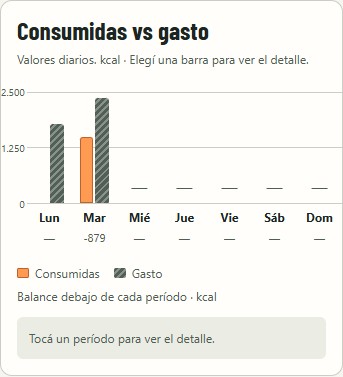 Consumidas vs gasto
Valores diarios. kcal · Elegí una barra para ver el detalle.
2.500
1.250
0
— — — — —
Lun Mar Mié Jue Vie Sáb Dom
— -879 — — — — —
Consumidas Gasto
Balance debajo de cada período · kcal
Tocá un período para ver el detalle.